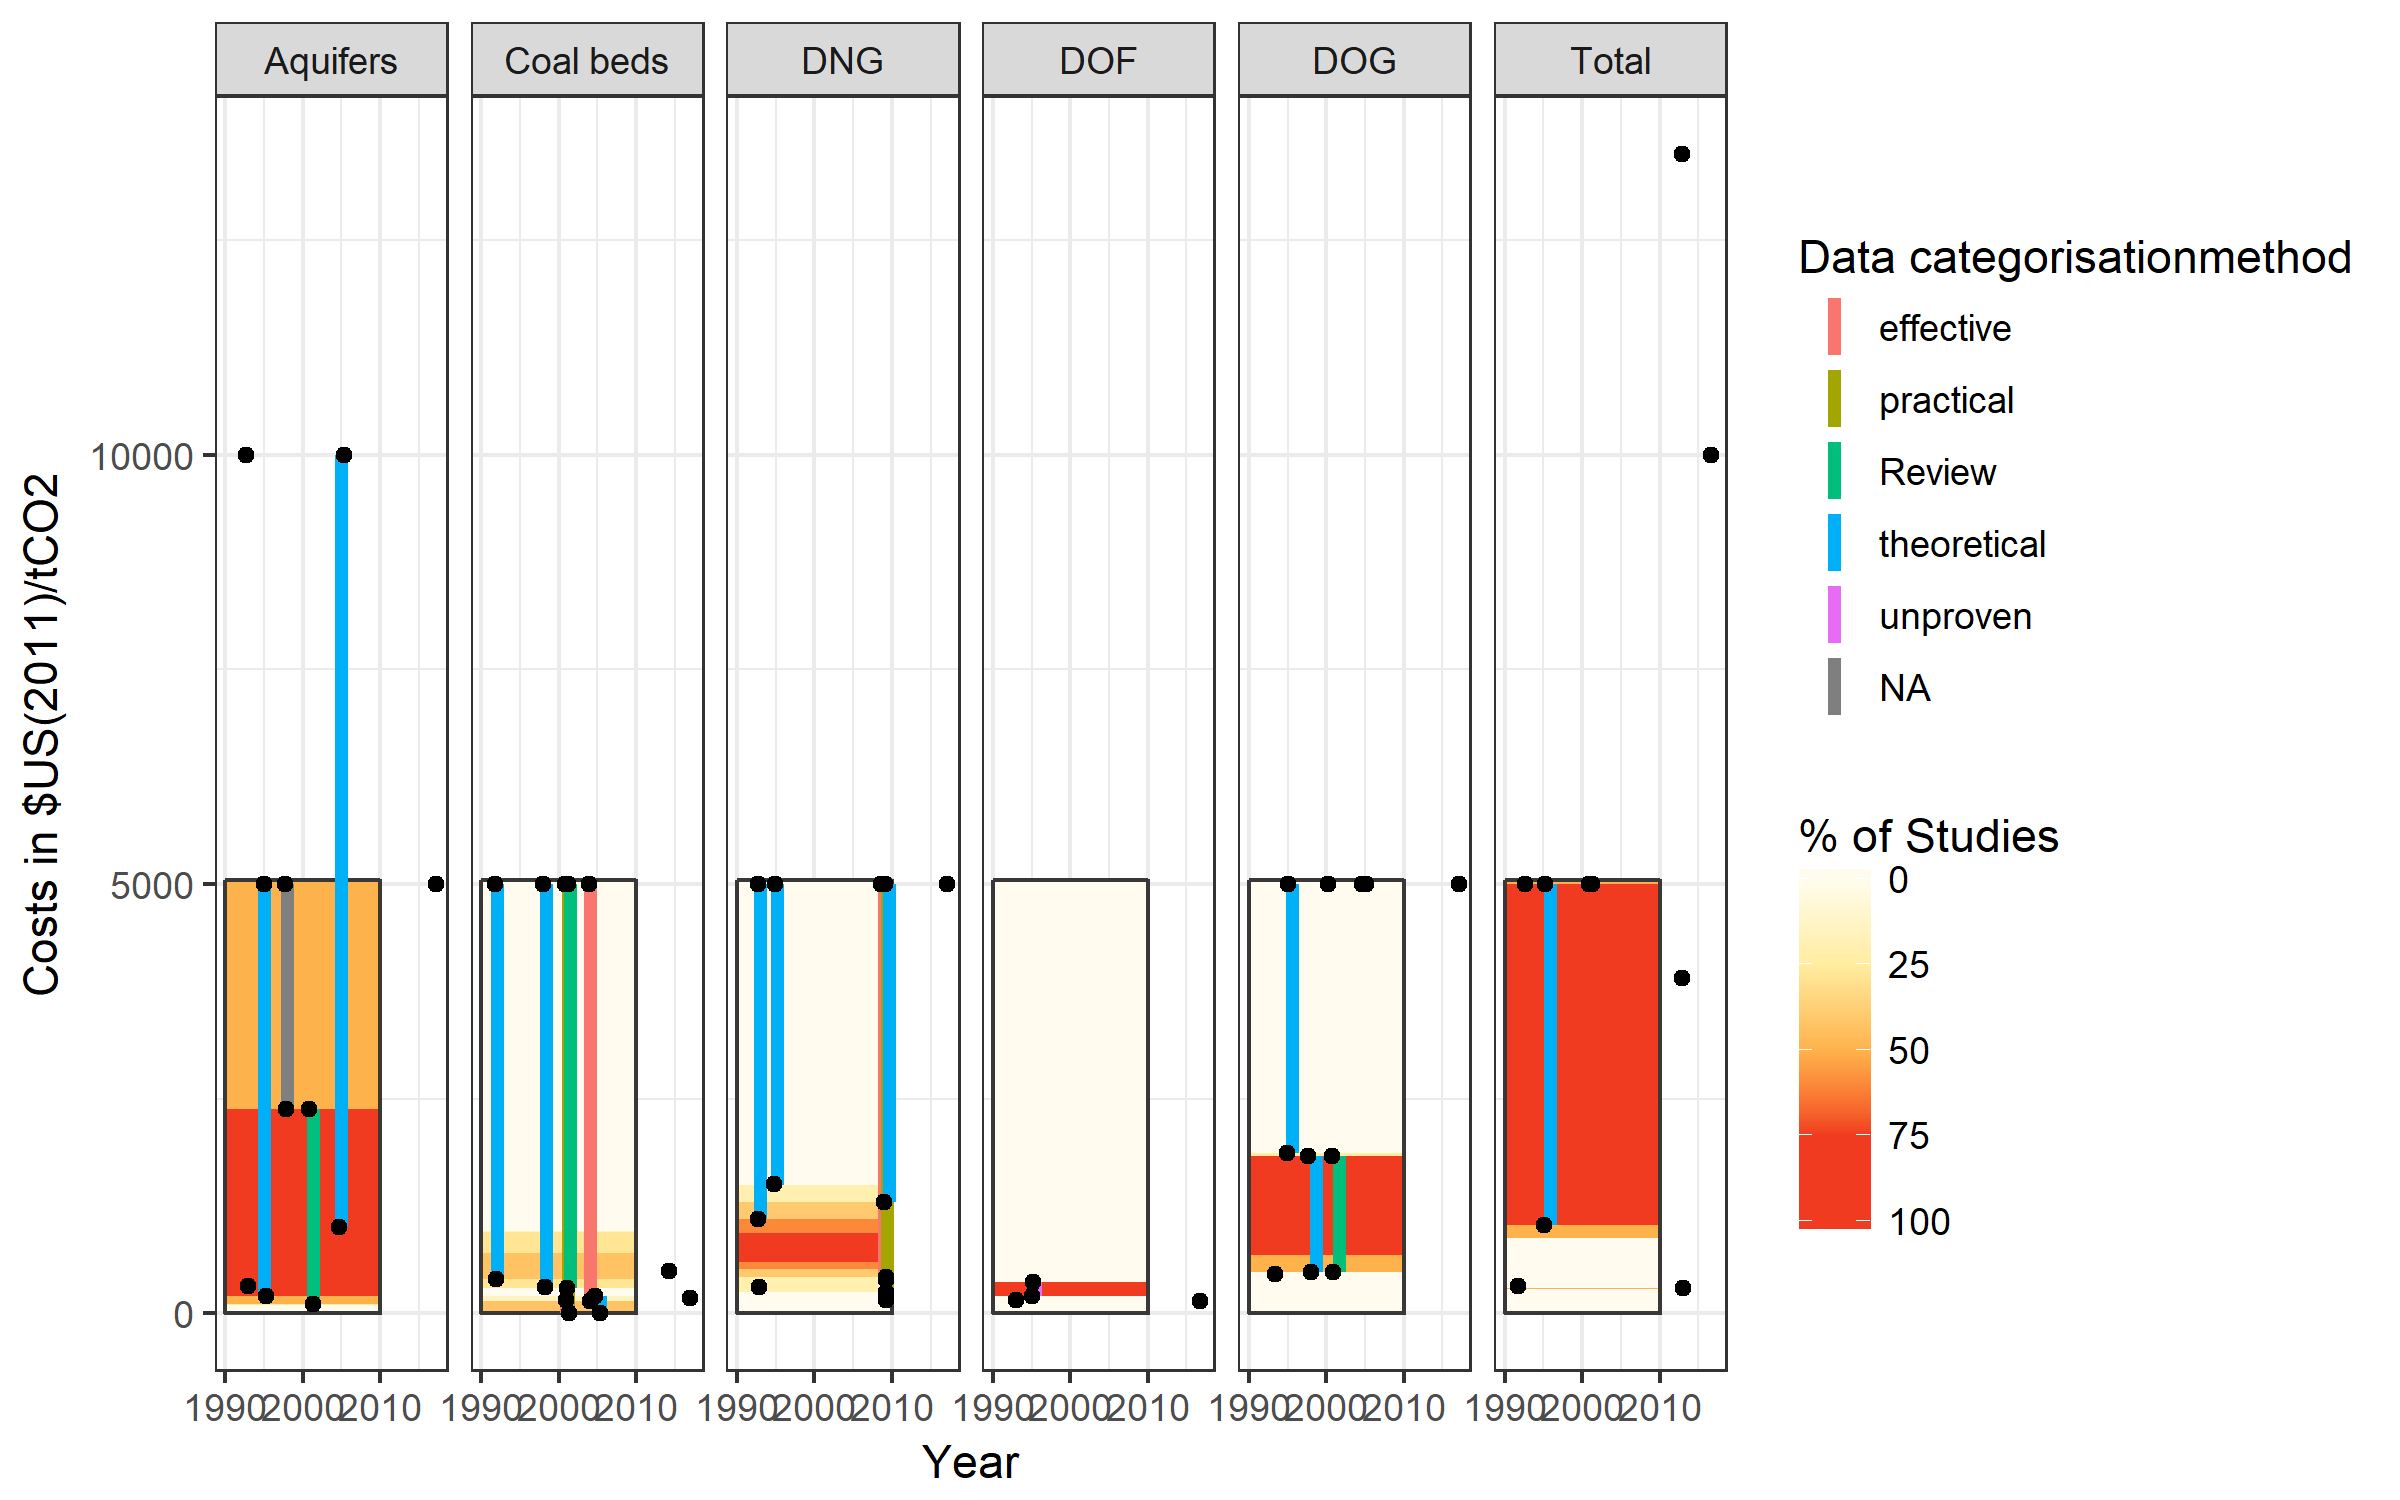 Aquifers Coal beds DNG DOF DOG Total
Costs in $US(2011)/tCO2
10000
5000
0
1990 2000 2010 1990 2000 2010 1990 2000 2010 1990 2000 2010 1990 2000 2010 1990 2000 2010
Year
Data categorisationmethod
effective
practical
Review
theoretical
unproven
NA
% of Studies
0
25
50
75
100